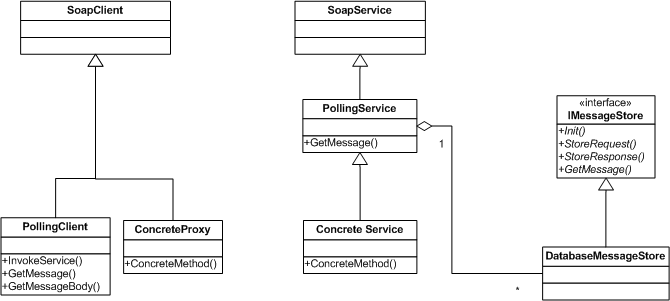 SoapClient
SoapService
PollingService
+GetMessage()
1
«interface»
IMessageStore
+Init()
+StoreRequest()
+StoreResponse()
+GetMessage()
PollingClient
+InvokeService()
+GetMessage()
+GetMessageBody()
ConcreteProxy
+ConcreteMethod()
Concrete Service
+ConcreteMethod()
DatabaseMessageStore
*